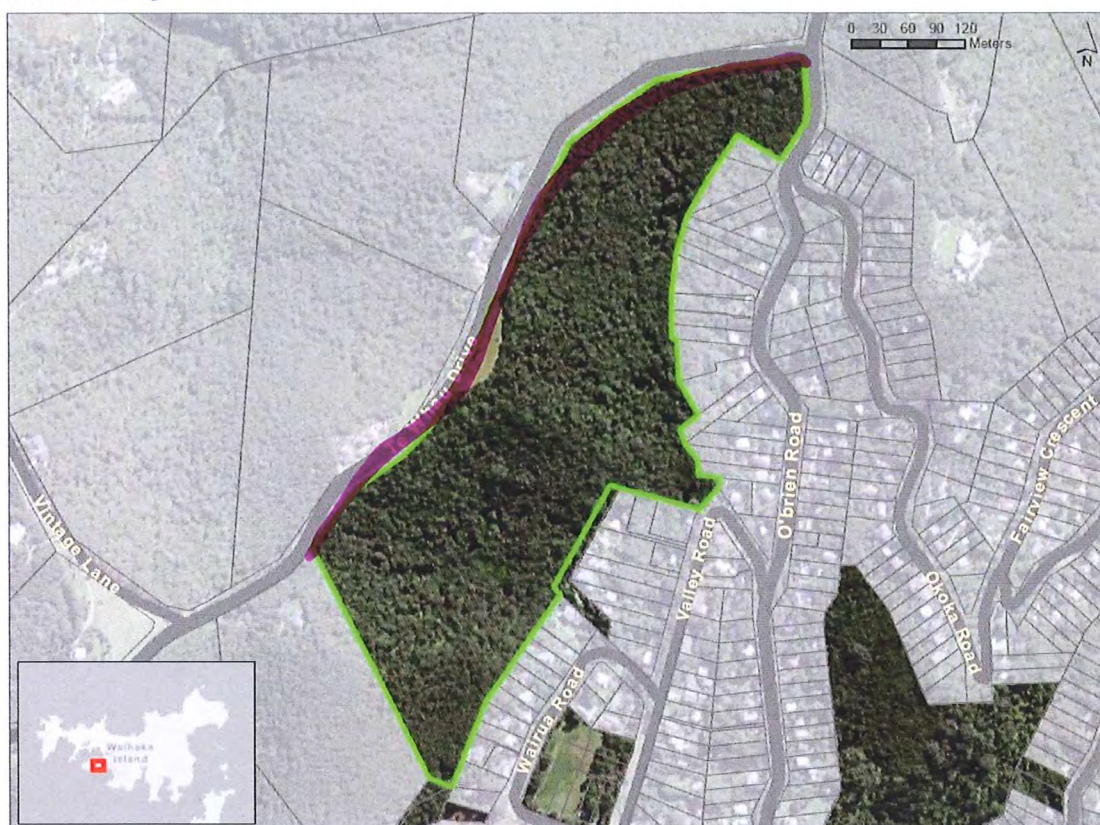 0 30 60 90 120
Meters
N
Drive
Vintage Lane
O'brien Road
Fairview Crescent
Valley Road
Okoka Road
Wairua Road
Waiheke
Island